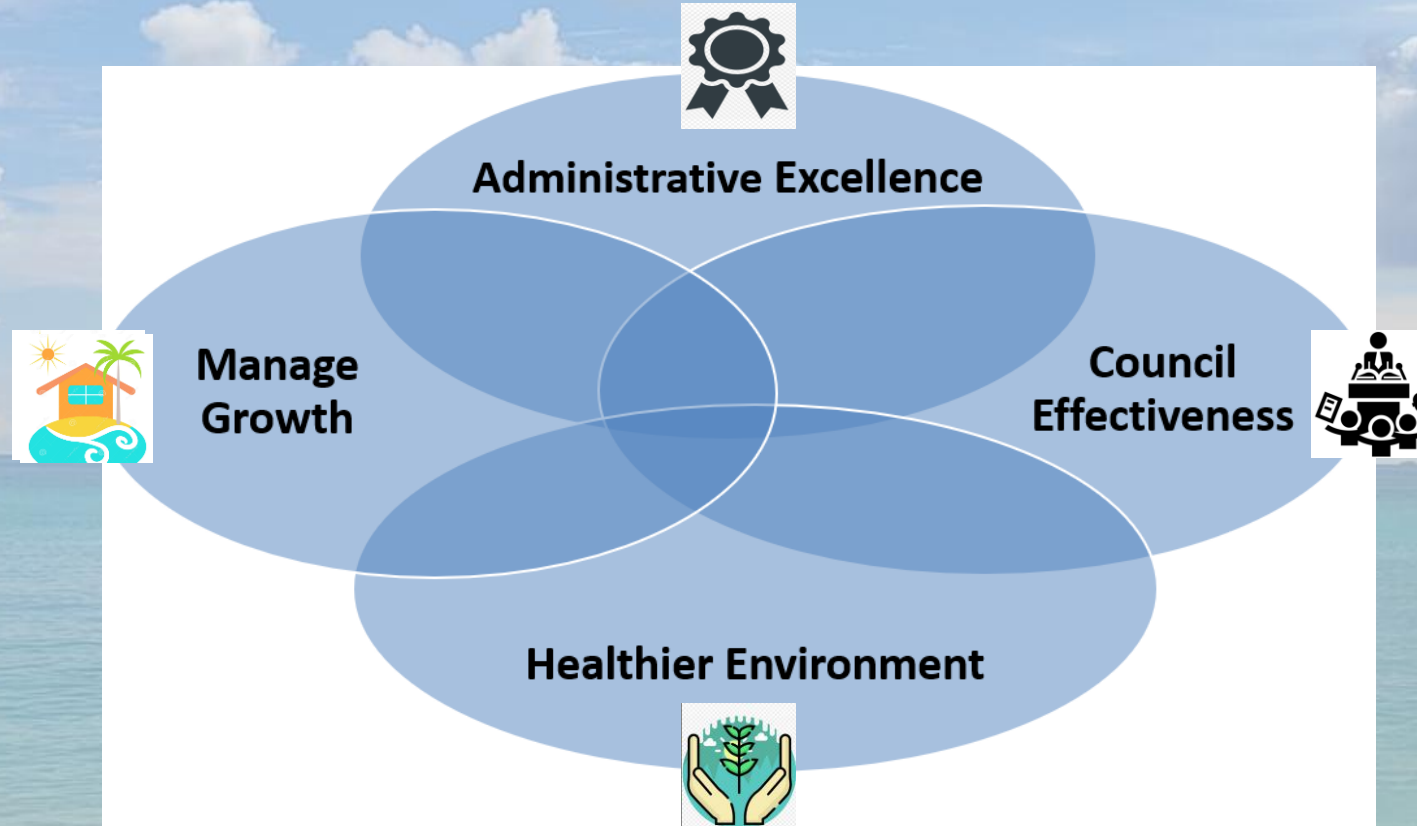 Administrative Excellence
Manage
Growth
Council
Effectiveness
Healthier Environment